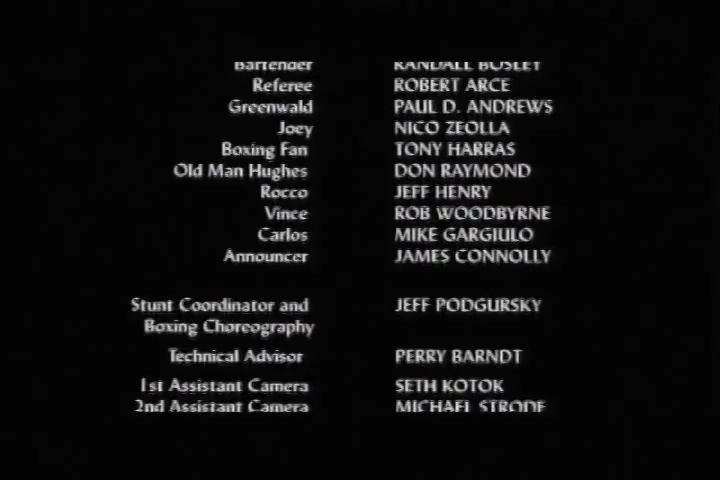 Bartender RANDALL BOSLEY
Referee ROBERT ARCE
Greenwald PAUL D. ANDREWS
Joey NICO ZEOLLA
Boxing Fan TONY HARRAS
Old Man Hughes DON RAYMOND
Rocco JEFF HENRY
Vince ROB WOODBYRNE
Carlos MIKE GARGIULO
Announcer JAMES CONNOLLY
Stunt Coordinator and JEFF PODGURSKY
Boxing Choreography
Technical Advisor PERRY BARNDT
1st Assistant Camera SETH KOTOK
2nd Assistant Camera MICHAEL STRODE